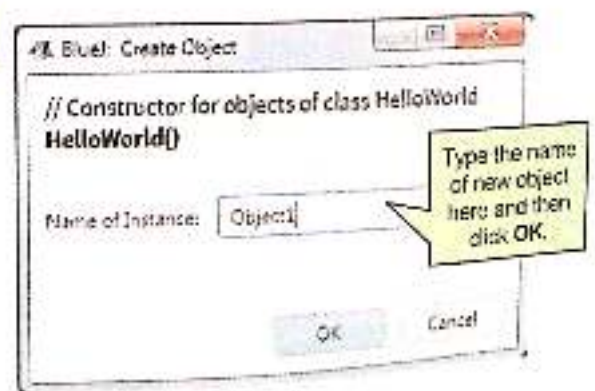 BlueJ: Create Object
// Constructor for objects of class HelloWorld
HelloWorld()
Name of Instance: Object1
Type the name
of new object
here and then
click OK.
OK Cancel